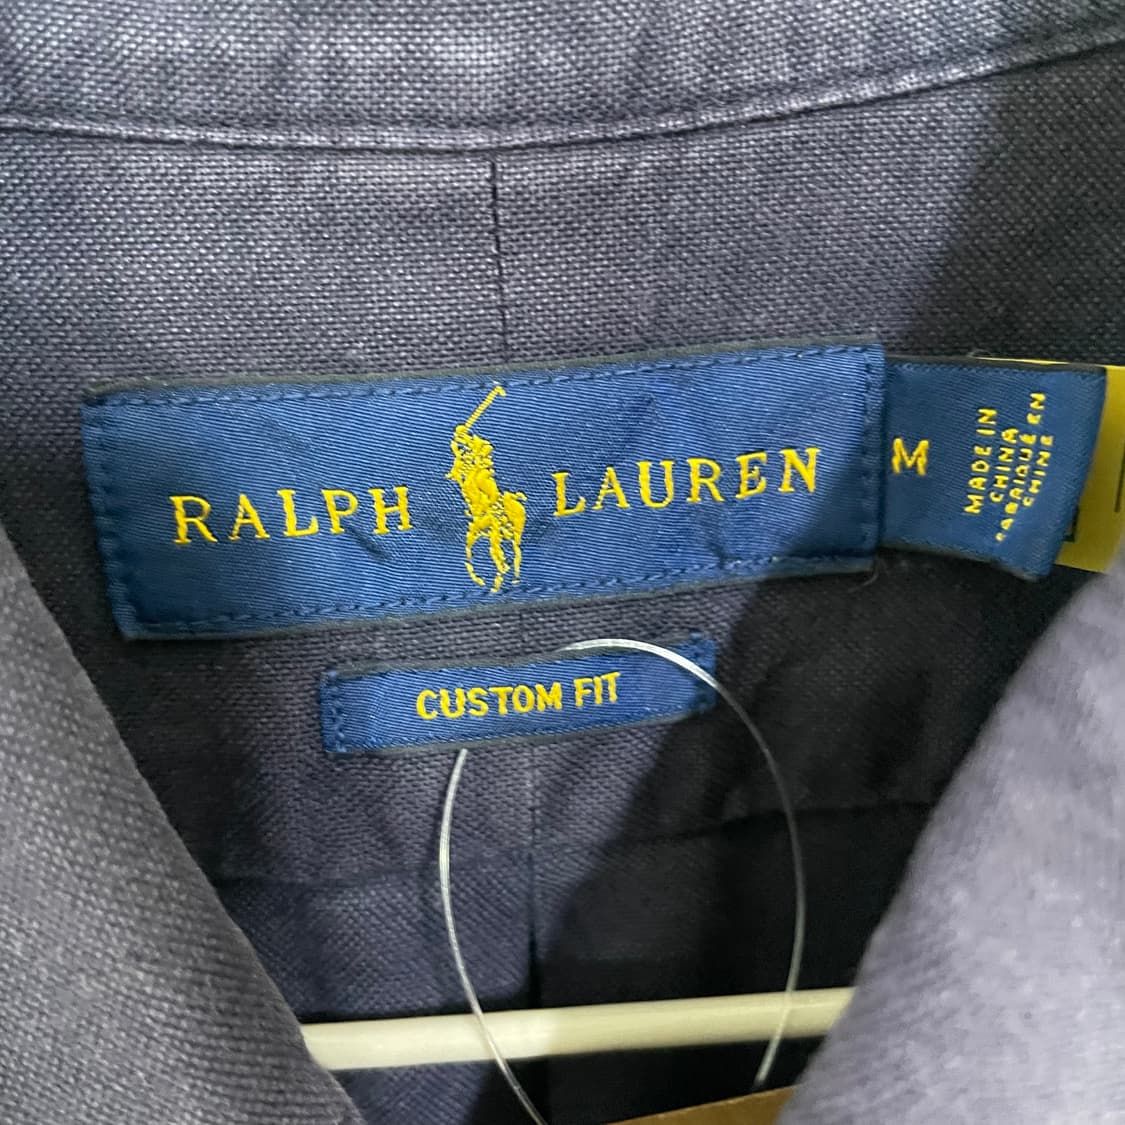 RALPH LAUREN
M
MADE IN
CHINA
FABRIQUÉ EN
CHINE
CUSTOM FIT